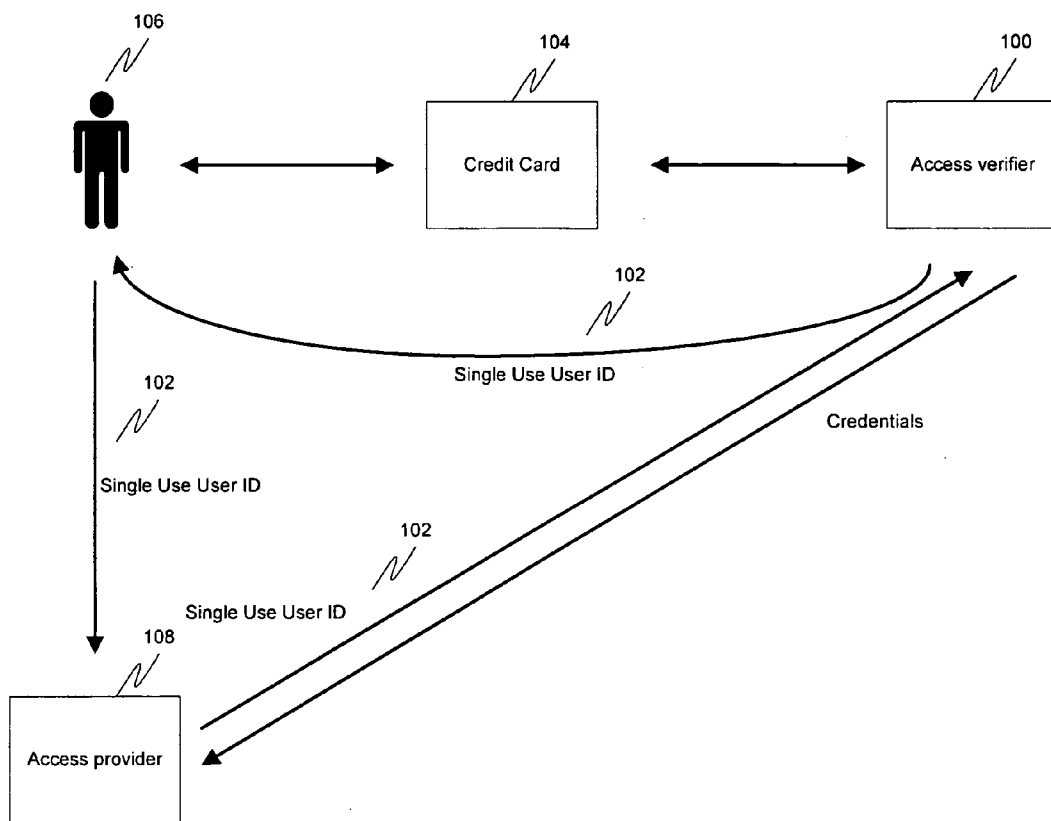 106
104
100
Credit Card
Access verifier
102
Single Use User ID
102
Credentials
Single Use User ID
102
Single Use User ID
108
Access provider